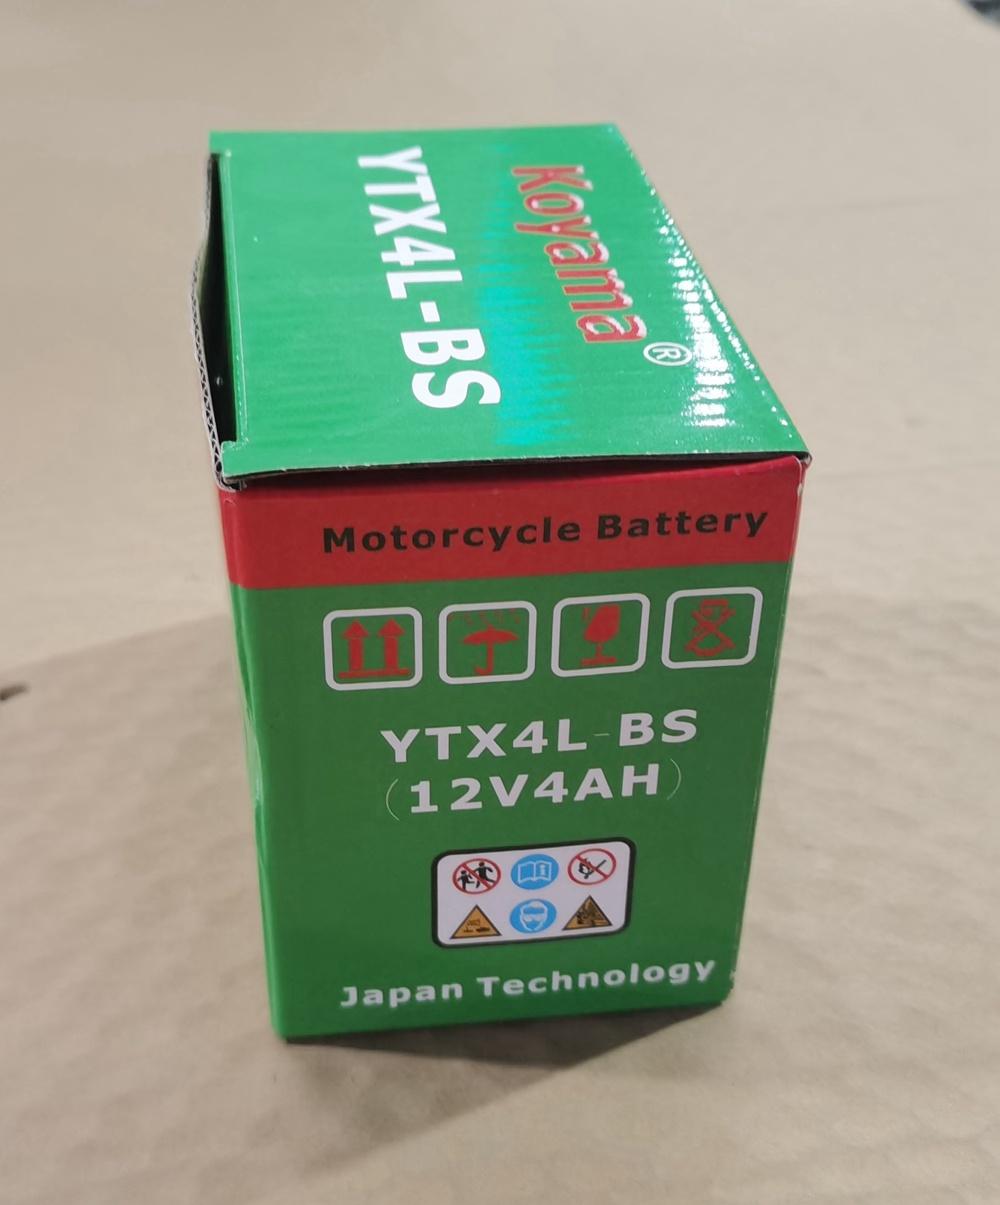 Koyama®
YTX4L-BS
Motorcycle Battery
YTX4L-BS
(12V4AH)
Japan Technology